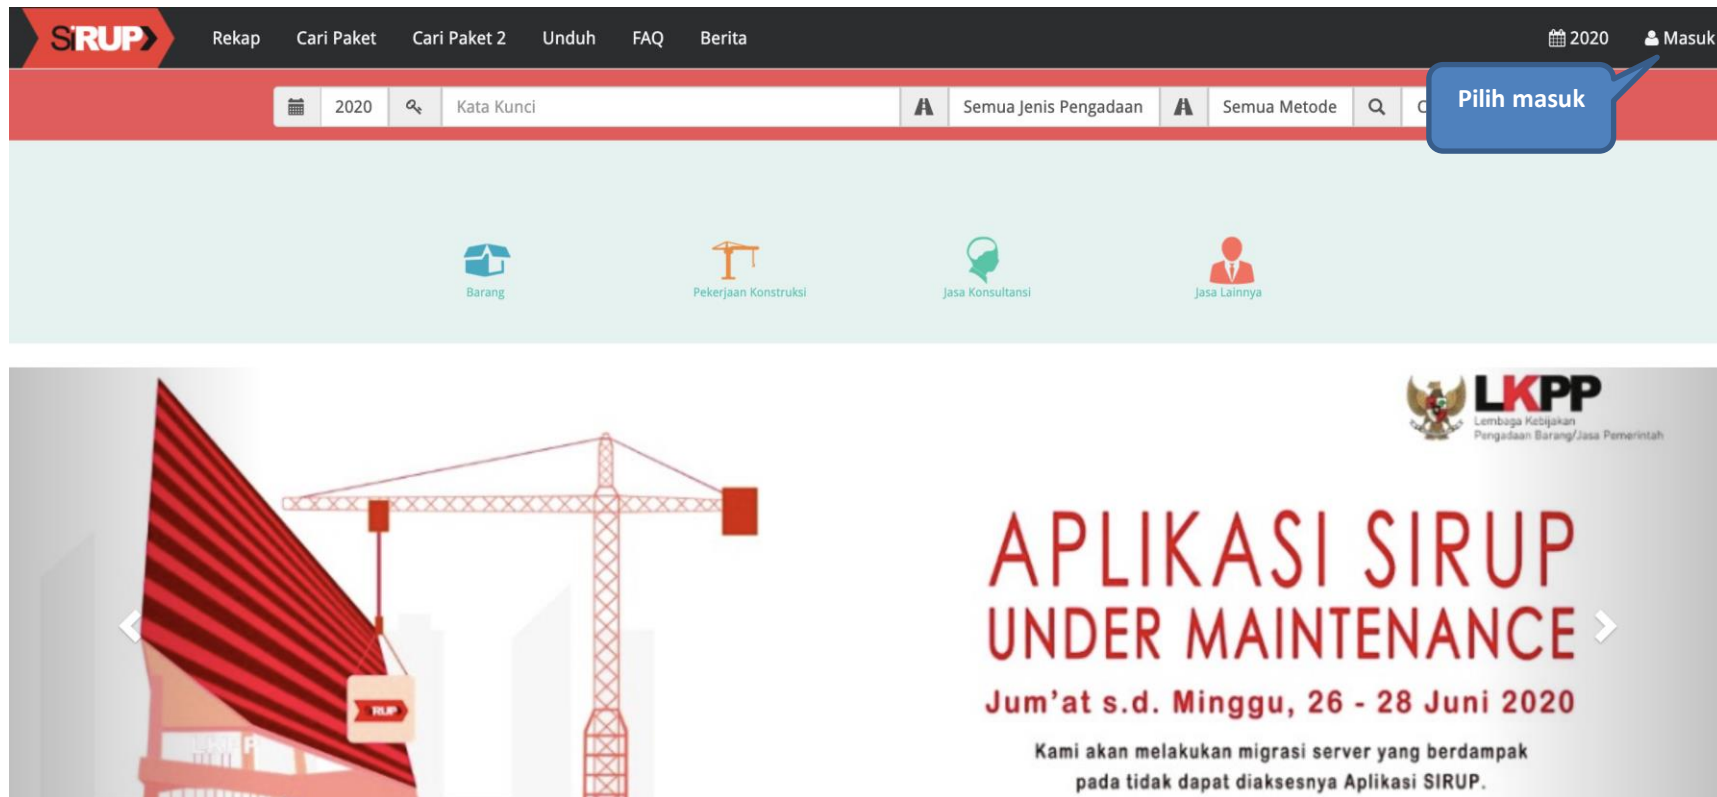 SiRUP Rekap Cari Paket Cari Paket 2 Unduh FAQ Berita 2020 Masuk
2020 Kata Kunci Semua Jenis Pengadaan Semua Metode
Pilih masuk
Barang Pekerjaan Konstruksi Jasa Konsultansi Jasa Lainnya
LKPP
Lembaga Kebijakan
Pengadaan Barang/Jasa Pemerintah
APLIKASI SIRUP
UNDER MAINTENANCE
Jum'at s.d. Minggu, 26 - 28 Juni 2020
Kami akan melakukan migrasi server yang berdampak
pada tidak dapat diaksesnya Aplikasi SIRUP.
RUP
LKPP